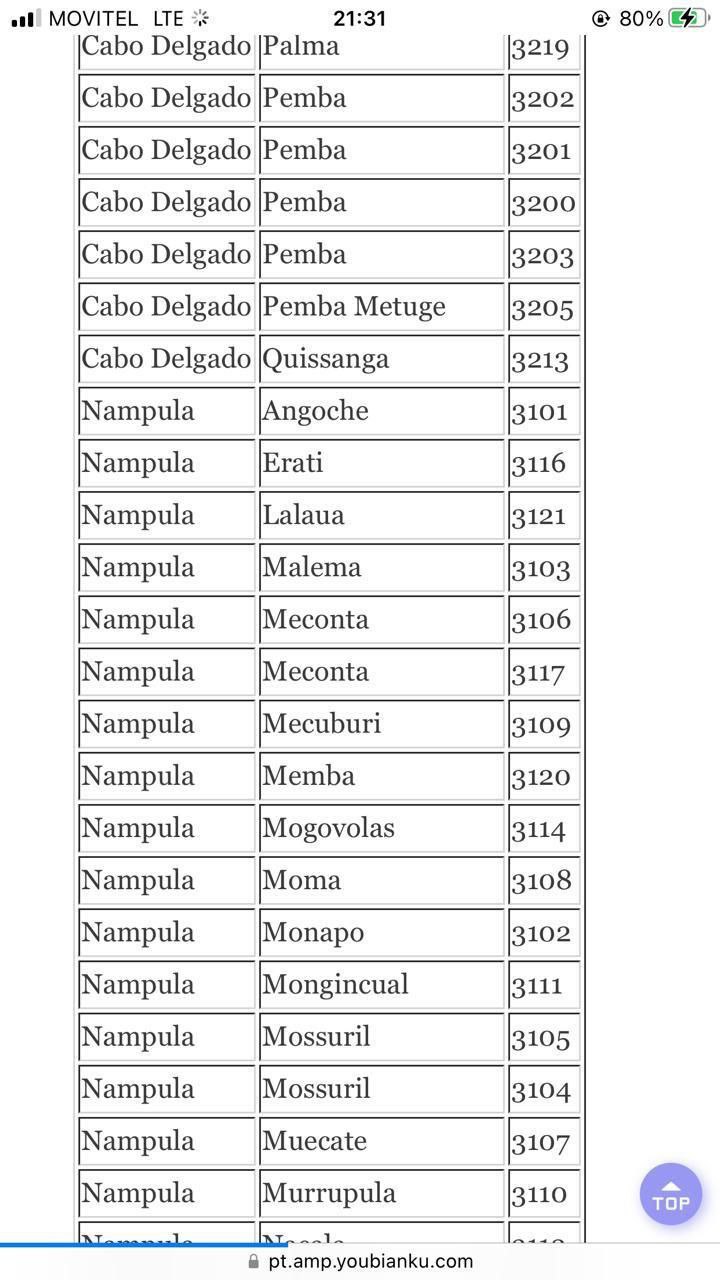 MOVITEL LTE 21:31 80%
Cabo Delgado Palma 3219
Cabo Delgado Pemba 3202
Cabo Delgado Pemba 3201
Cabo Delgado Pemba 3200
Cabo Delgado Pemba 3203
Cabo Delgado Pemba Metuge 3205
Cabo Delgado Quissanga 3213
Nampula Angoche 3101
Nampula Erati 3116
Nampula Lalaua 3121
Nampula Malema 3103
Nampula Meconta 3106
Nampula Meconta 3117
Nampula Mecuburi 3109
Nampula Memba 3120
Nampula Mogovolas 3114
Nampula Moma 3108
Nampula Monapo 3102
Nampula Mongincual 3111
Nampula Mossuril 3105
Nampula Mossuril 3104
Nampula Muecate 3107
Nampula Murrupula 3110
TOP
Nampula
pt.amp.youbianku.com